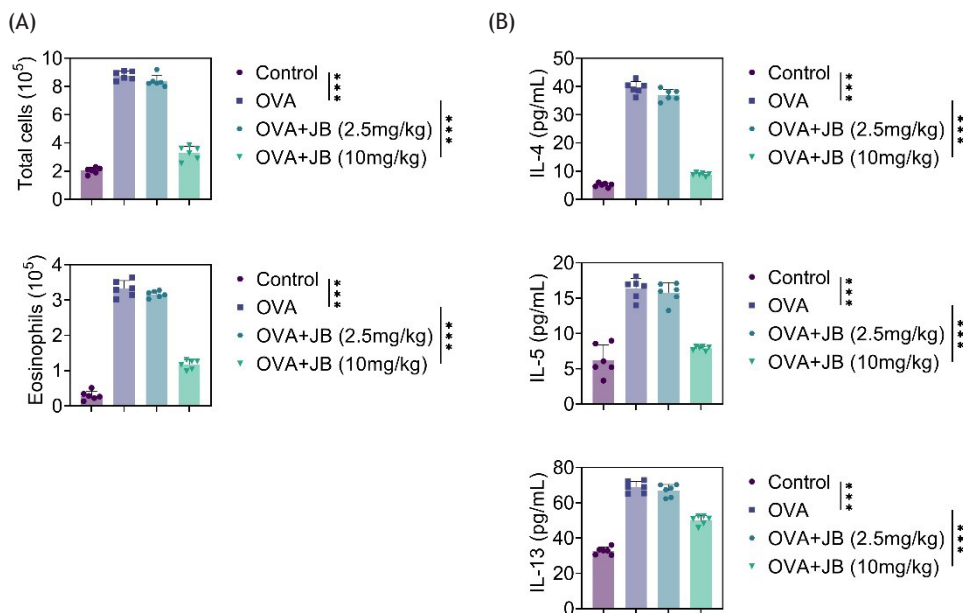 (A)
Total cells (10⁵)
10
8
6
4
2
0
Control
OVA
OVA+JB (2.5mg/kg)
OVA+JB (10mg/kg)
***
***
Eosinophils (10⁵)
4
3
2
1
0
Control
OVA
OVA+JB (2.5mg/kg)
OVA+JB (10mg/kg)
***
***
(B)
IL-4 (pg/mL)
50
40
30
20
10
0
Control
OVA
OVA+JB (2.5mg/kg)
OVA+JB (10mg/kg)
***
***
IL-5 (pg/mL)
20
15
10
5
0
Control
OVA
OVA+JB (2.5mg/kg)
OVA+JB (10mg/kg)
***
***
IL-13 (pg/mL)
80
60
40
20
0
Control
OVA
OVA+JB (2.5mg/kg)
OVA+JB (10mg/kg)
***
***